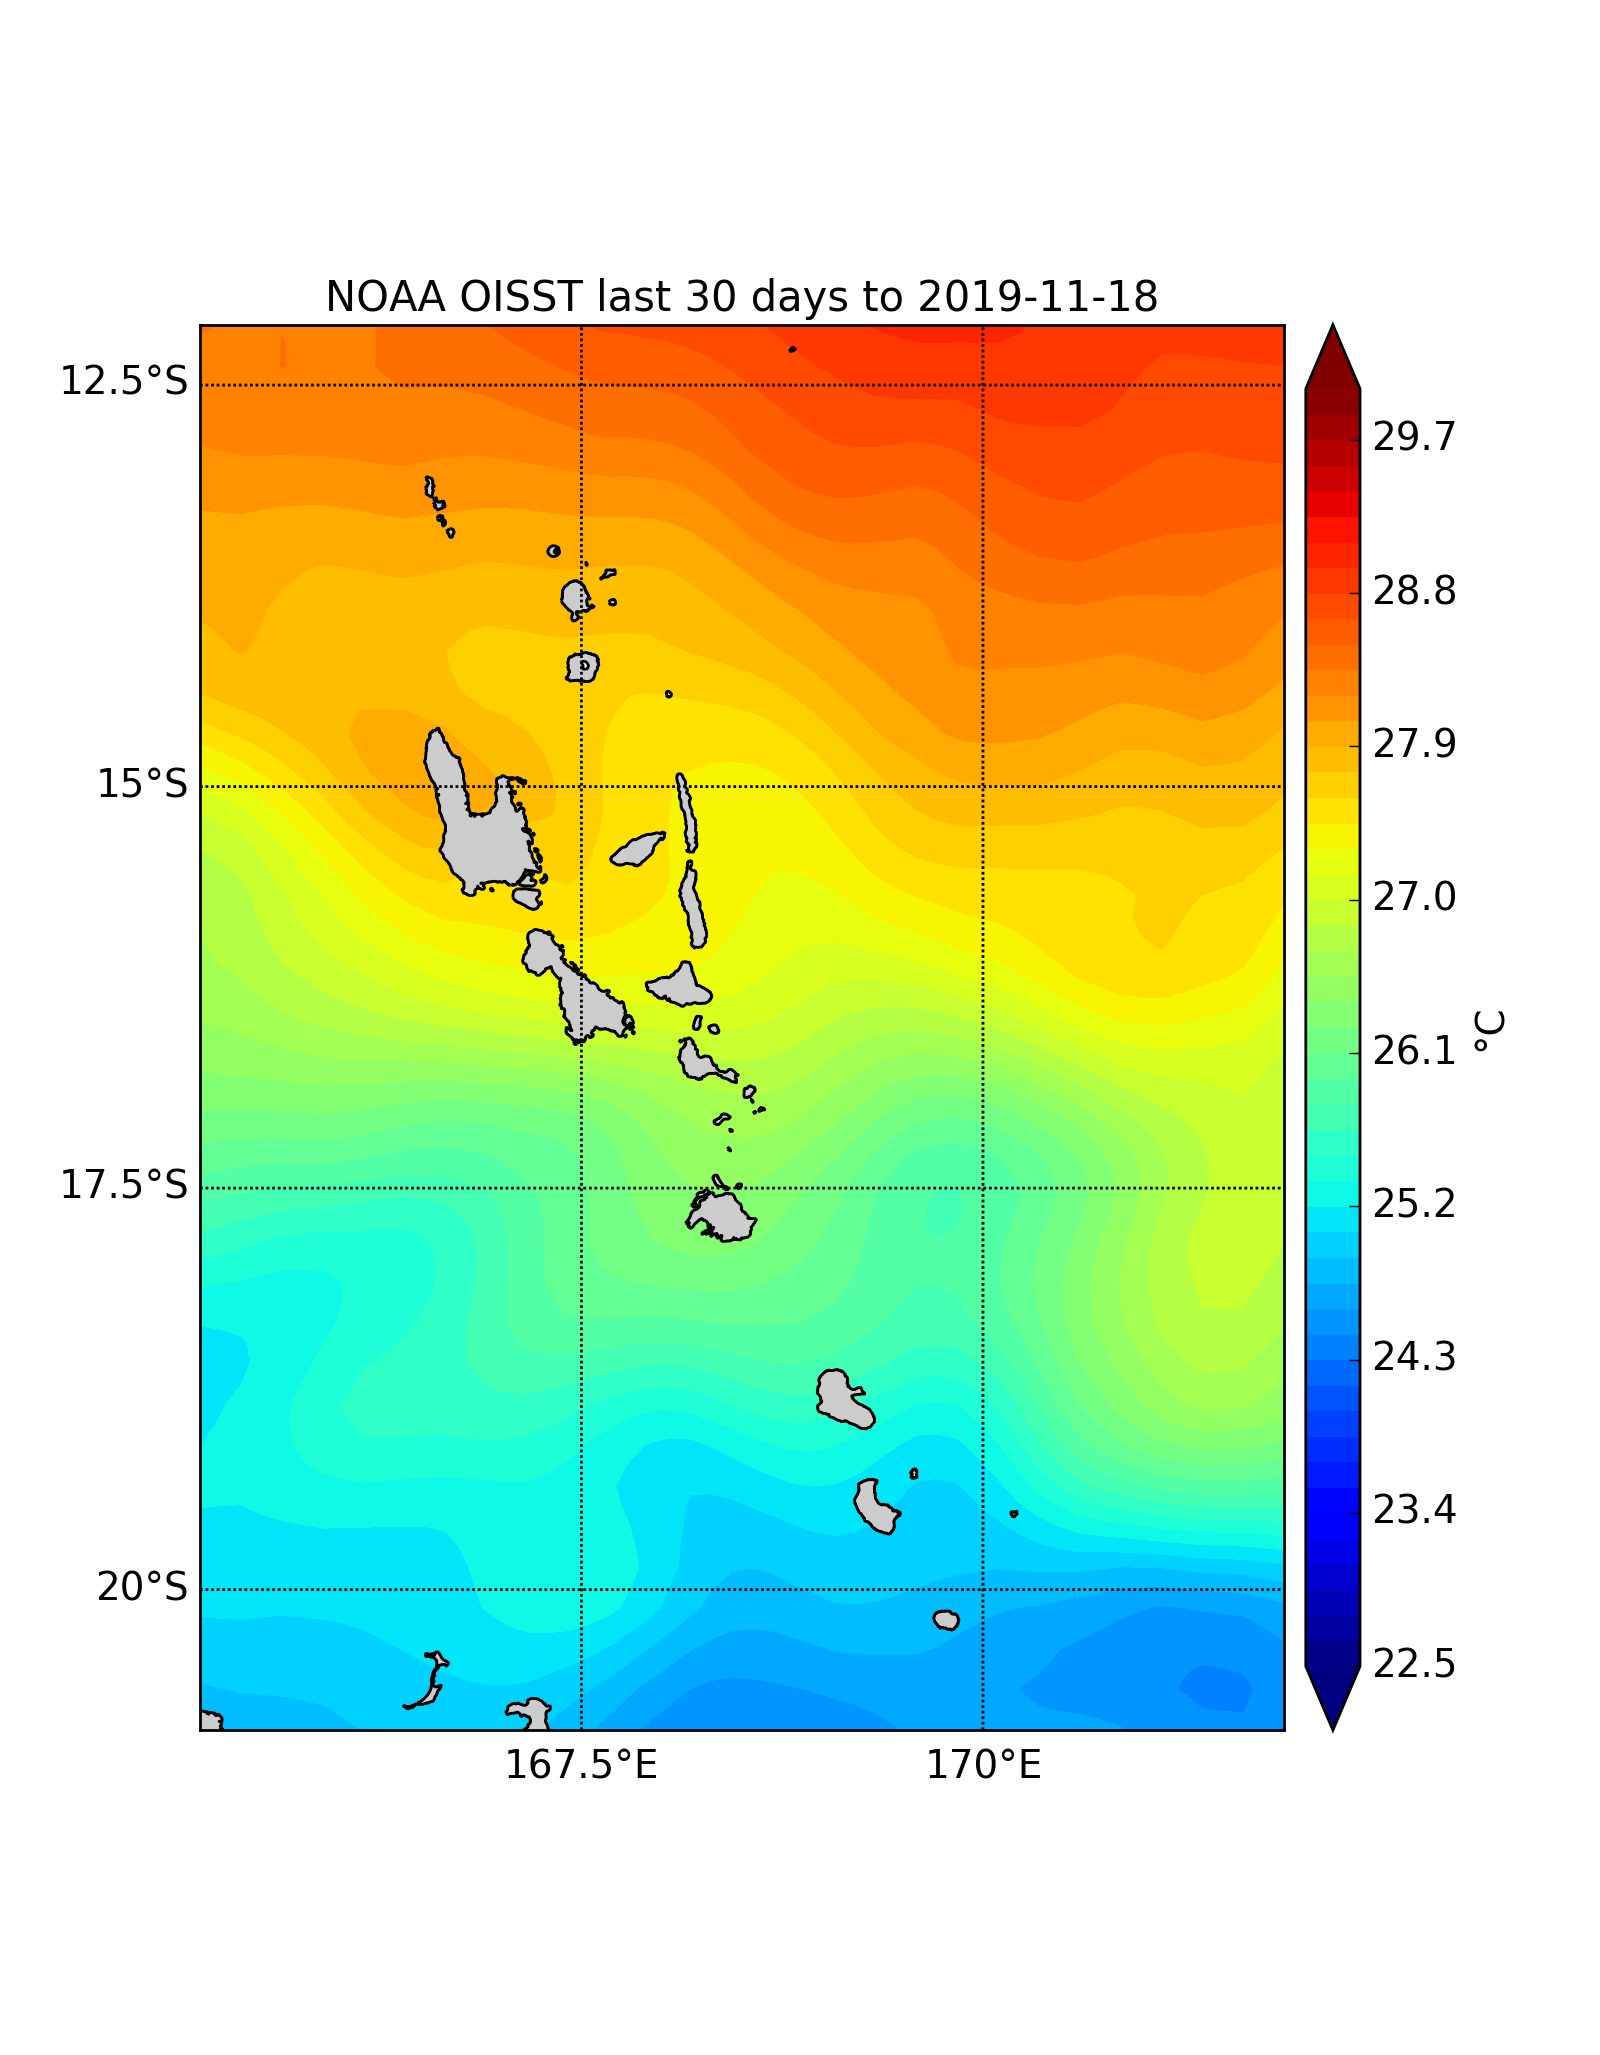 NOAA OISST last 30 days to 2019-11-18
12.5°S
15°S
17.5°S
20°S
167.5°E
170°E
29.7
28.8
27.9
27.0
26.1
25.2
24.3
23.4
22.5
°C